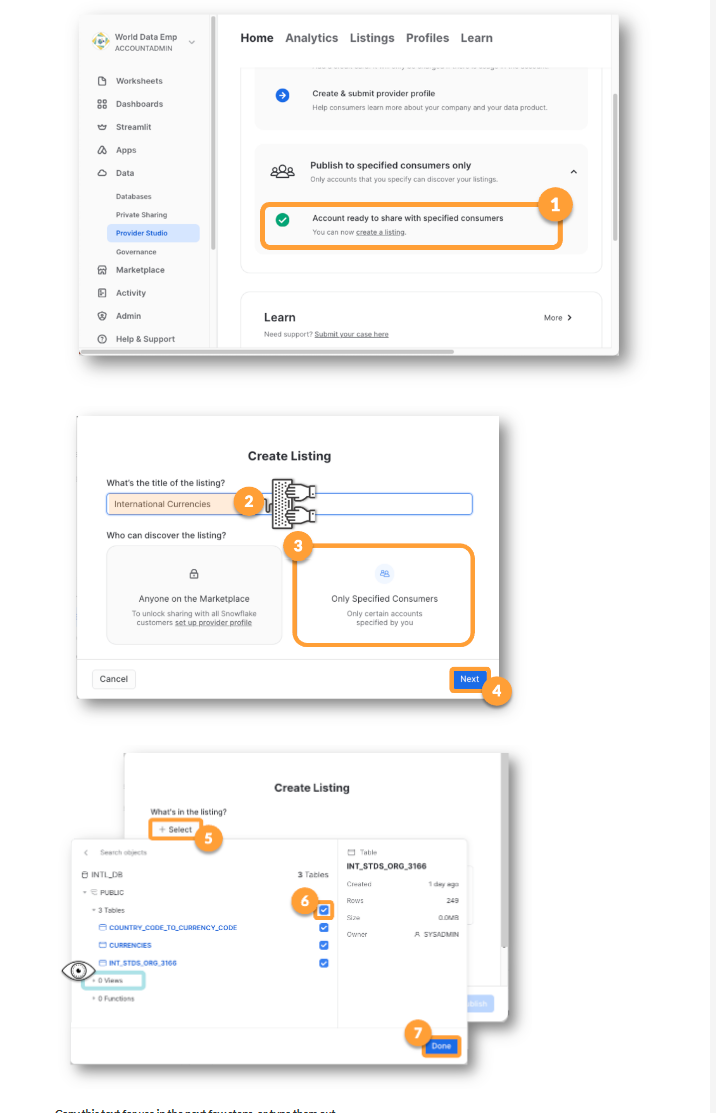 World Data Emp
ACCOUNTADMIN
Home Analytics Listings Profiles Learn
Worksheets
Create & submit provider profile
Help consumers learn more about your company and your data product.
Dashboards
Streamlit
Apps
Data
Publish to specified consumers only
Only accounts that you specify can discover your listings.
Databases
Private Sharing
1
Account ready to share with specified consumers
You can now create a listing.
Provider Studio
Governance
Marketplace
Activity
Admin
Help & Support
Learn
More
Need support? Submit your case here
Create Listing
What's the title of the listing?
International Currencies
2
Who can discover the listing?
3
Anyone on the Marketplace
To unlock sharing with all Snowflake
customers set up provider profile
Only Specified Consumers
Only certain accounts
specified by you
Cancel
Next
4
Create Listing
What's in the listing?
+ Select
5
Search objects
INTL_DB
3 Tables
PUBLIC
3 Tables
6
COUNTRY_CODE_TO_CURRENCY_CODE
CURRENCIES
INT_STDS_ORG_3166
0 Views
0 Functions
Table
INT_STDS_ORG_3166
Created 1 day ago
Rows 249
Size 0.0MB
Owner SYSADMIN
7
Done